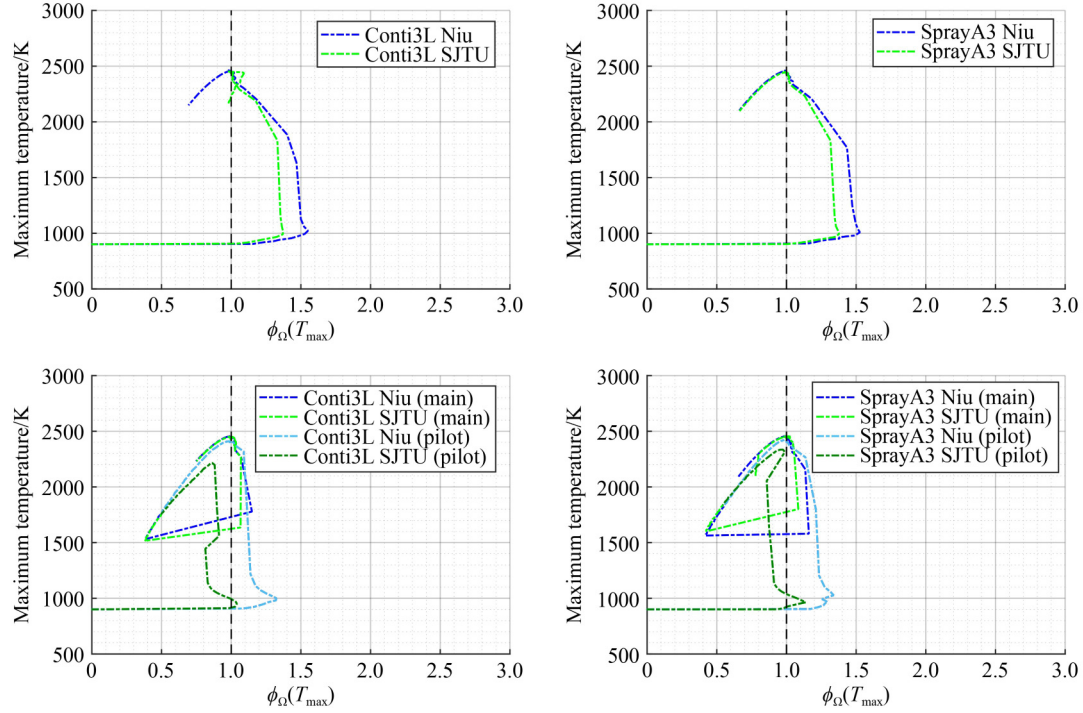 3000
2500
2000
1500
1000
500
Maximum temperature/K
Conti3L Niu
Conti3L SJTU
0 0.5 1.0 1.5 2.0 2.5 3.0
ϕΩ(Tmax)
3000
2500
2000
1500
1000
500
Maximum temperature/K
SprayA3 Niu
SprayA3 SJTU
0 0.5 1.0 1.5 2.0 2.5 3.0
ϕΩ(Tmax)
3000
2500
2000
1500
1000
500
Maximum temperature/K
Conti3L Niu (main)
Conti3L SJTU (main)
Conti3L Niu (pilot)
Conti3L SJTU (pilot)
0 0.5 1.0 1.5 2.0 2.5 3.0
ϕΩ(Tmax)
3000
2500
2000
1500
1000
500
Maximum temperature/K
SprayA3 Niu (main)
SprayA3 SJTU (main)
SprayA3 Niu (pilot)
SprayA3 SJTU (pilot)
0 0.5 1.0 1.5 2.0 2.5 3.0
ϕΩ(Tmax)